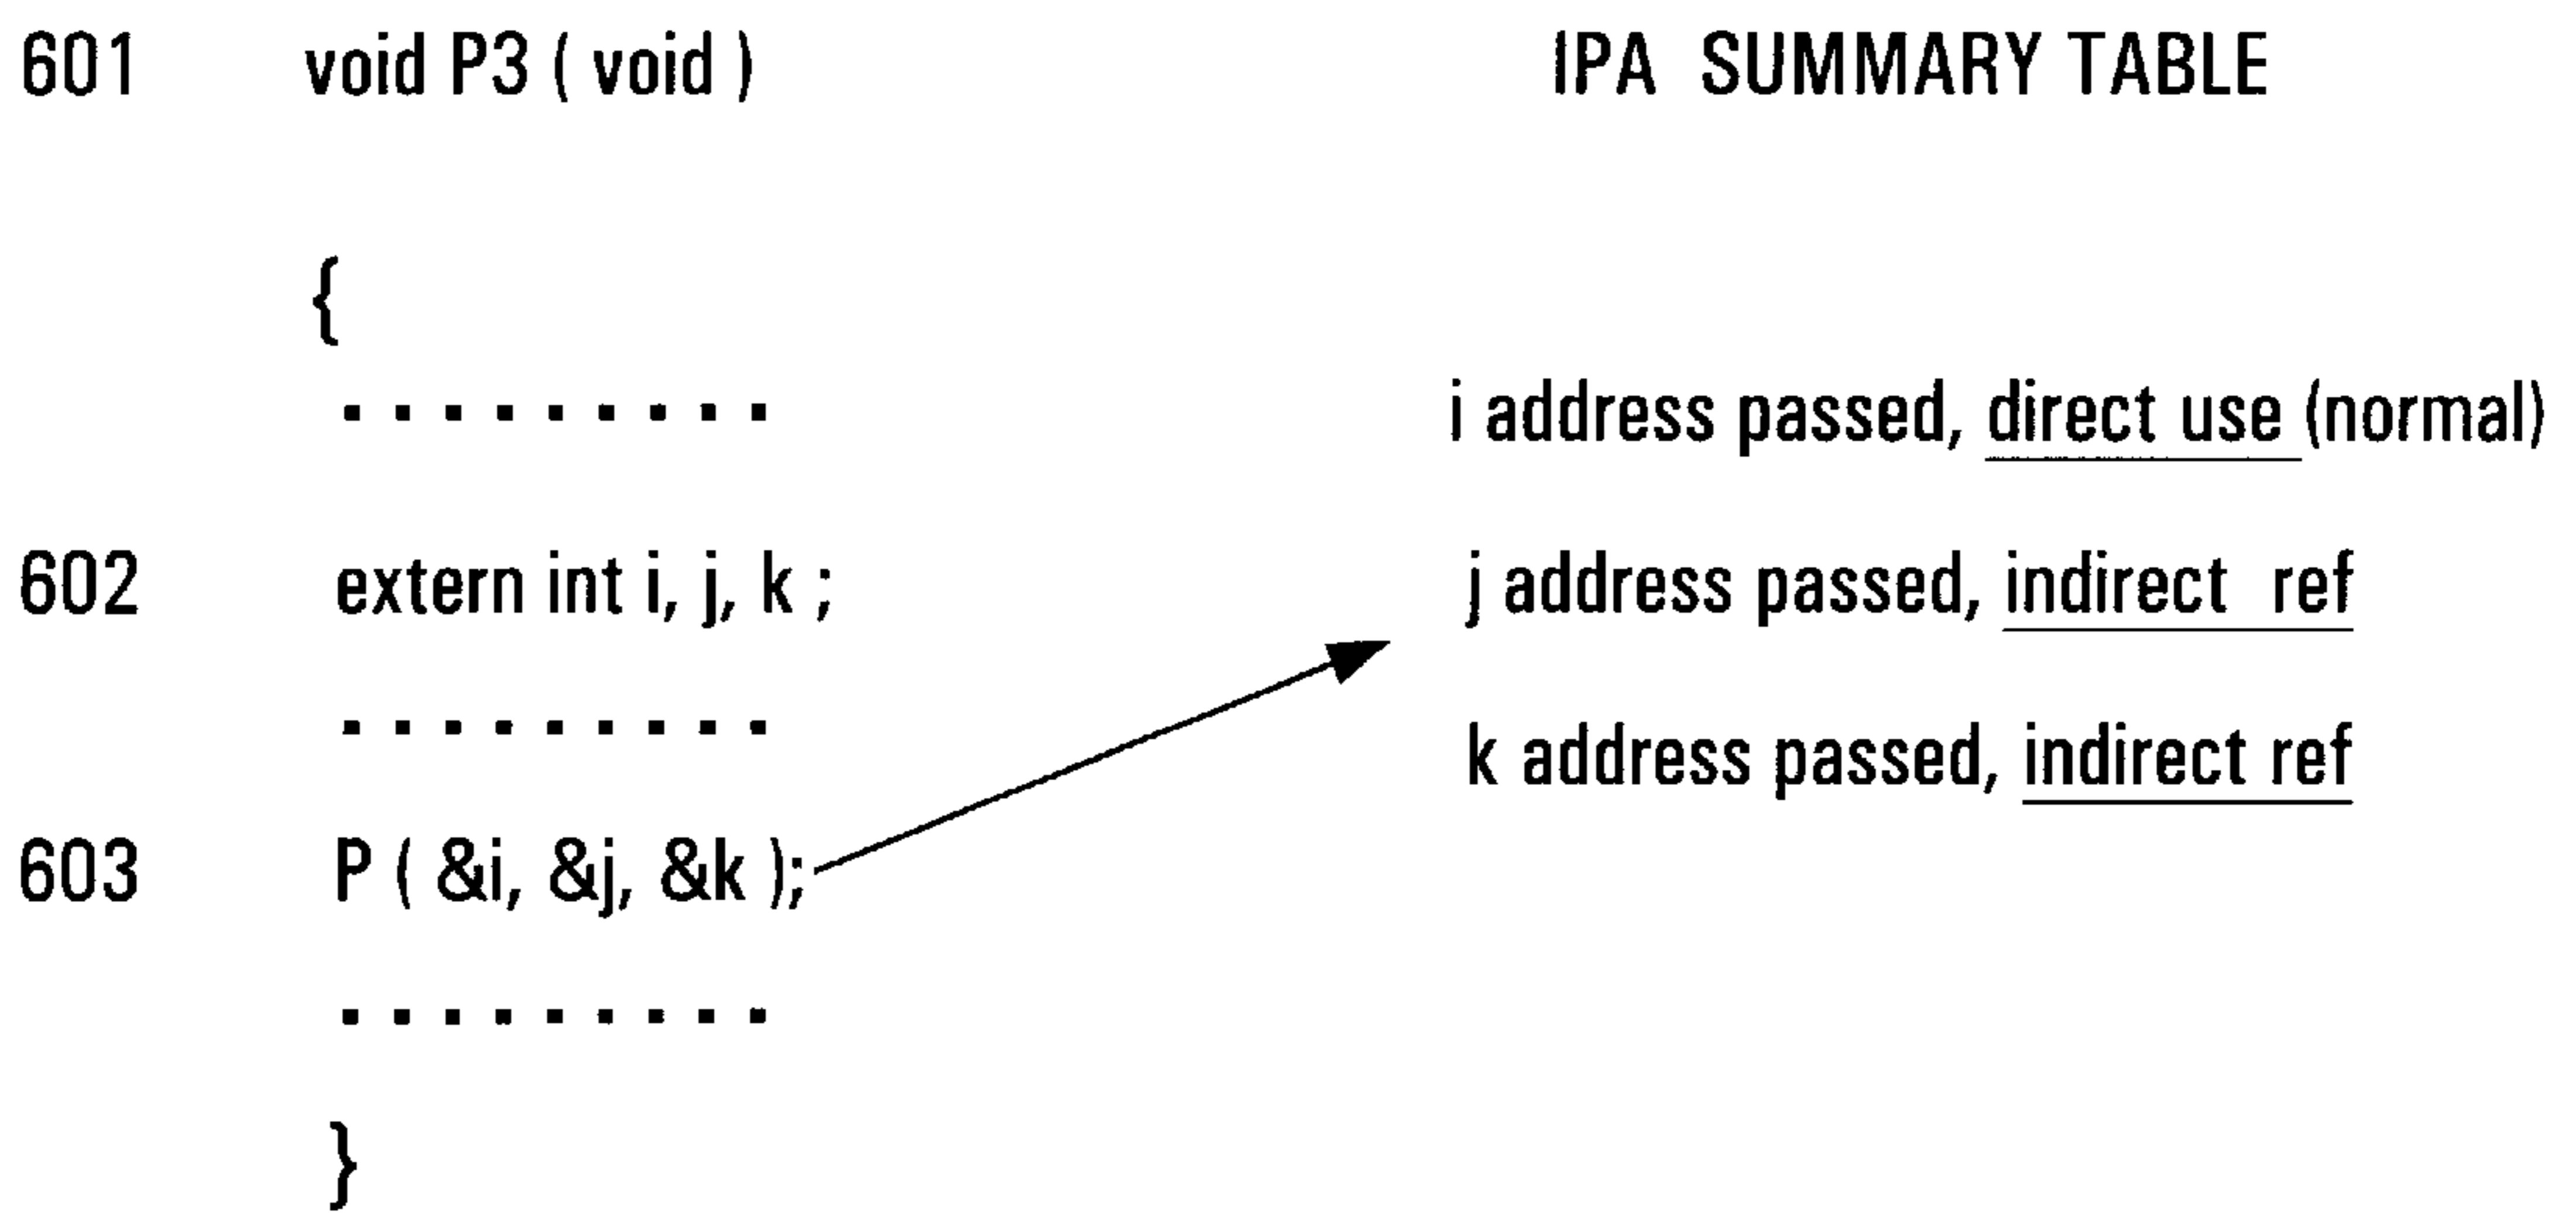 601 void P3 ( void ) IPA SUMMARY TABLE
{
. . . . . . . . . i address passed, direct use (normal)
602 extern int i, j, k ; j address passed, indirect ref
. . . . . . . . . k address passed, indirect ref
603 P ( &i, &j, &k );
. . . . . . . . .
}